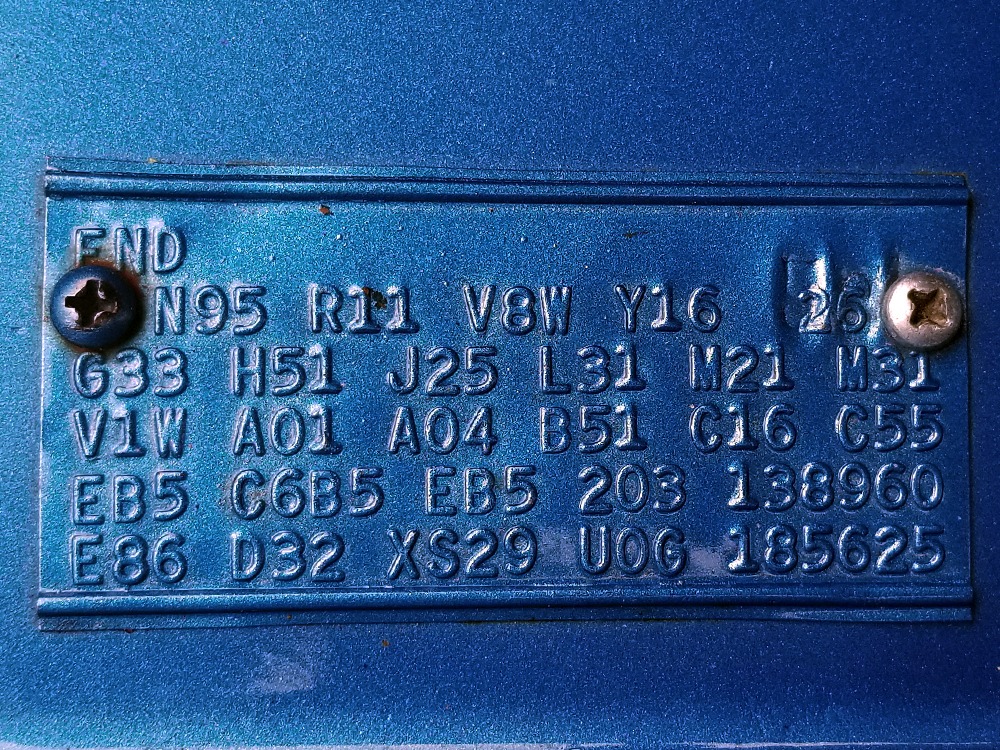 END
N95 R11 V8W Y16 26
G33 H51 J25 L31 M21 M31
V1W A01 A04 B51 C16 C55
EB5 C6B5 EB5 203 138960
E86 D32 XS29 U0G 185625